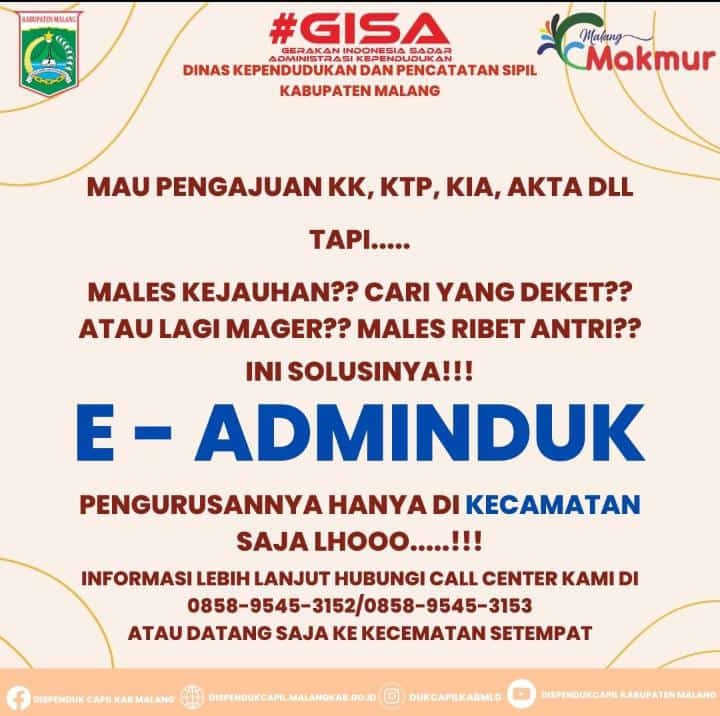 KABUPATEN MALANG
#GISA
GERAKAN INDONESIA SADAR
ADMINISTRASI KEPENDUDUKAN
DINAS KEPENDUDUKAN DAN PENCATATAN SIPIL
KABUPATEN MALANG
Malang
Makmur
MAU PENGAJUAN KK, KTP, KIA, AKTA DLL
TAPI.....
MALES KEJAUHAN?? CARI YANG DEKET??
ATAU LAGI MAGER?? MALES RIBET ANTRI??
INI SOLUSINYA!!!
E - ADMINDUK
PENGURUSANNYA HANYA DI KECAMATAN
SAJA LHOOO.....!!!
INFORMASI LEBIH LANJUT HUBUNGI CALL CENTER KAMI DI
0858-9545-3152/0858-9545-3153
ATAU DATANG SAJA KE KECEMATAN SETEMPAT
DISPENDUK CAPIL KAB MALANG DISPENDUKCAPIL.MALANGKAB.GO.ID DUKCAPILKABMLG DISPENDUKCAPIL KABUPATEN MALANG